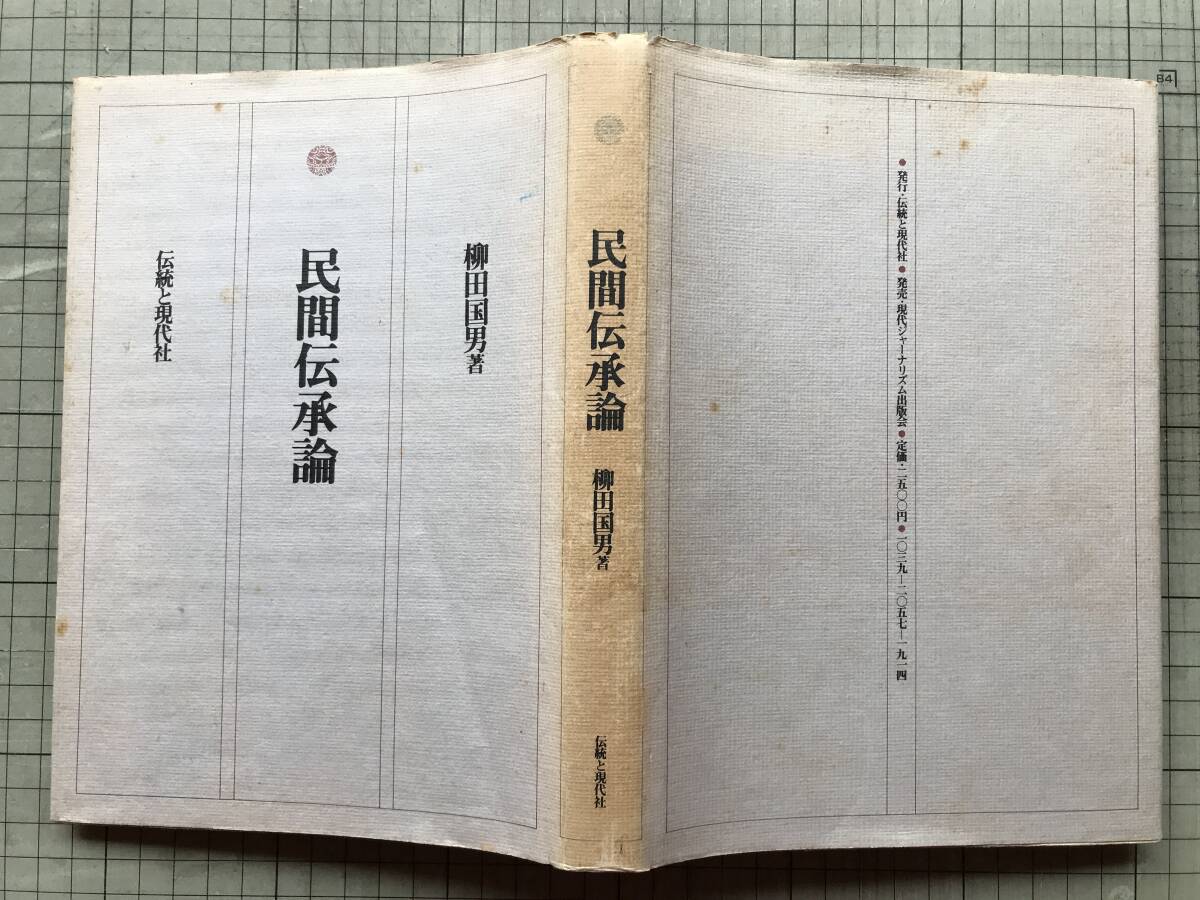 柳田国男著
民間伝承論
伝統と現代社
民間伝承論 柳田国男著
伝統と現代社
●発行・伝統と現代社●発売・現代ジャーナリズム出版会●定価・二五〇〇円●一〇三九―二〇五七―一九一四
B4